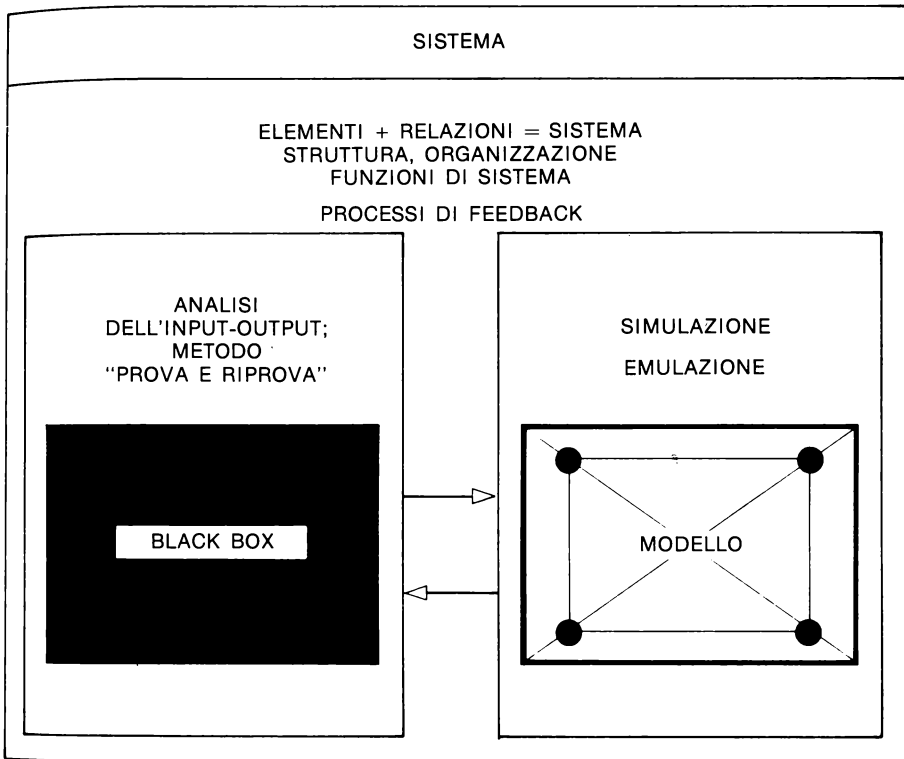 SISTEMA
ELEMENTI + RELAZIONI = SISTEMA
STRUTTURA, ORGANIZZAZIONE
FUNZIONI DI SISTEMA
PROCESSI DI FEEDBACK
ANALISI
DELL'INPUT-OUTPUT;
METODO
“PROVA E RIPROVA”
BLACK BOX
SIMULAZIONE
EMULAZIONE
MODELLO